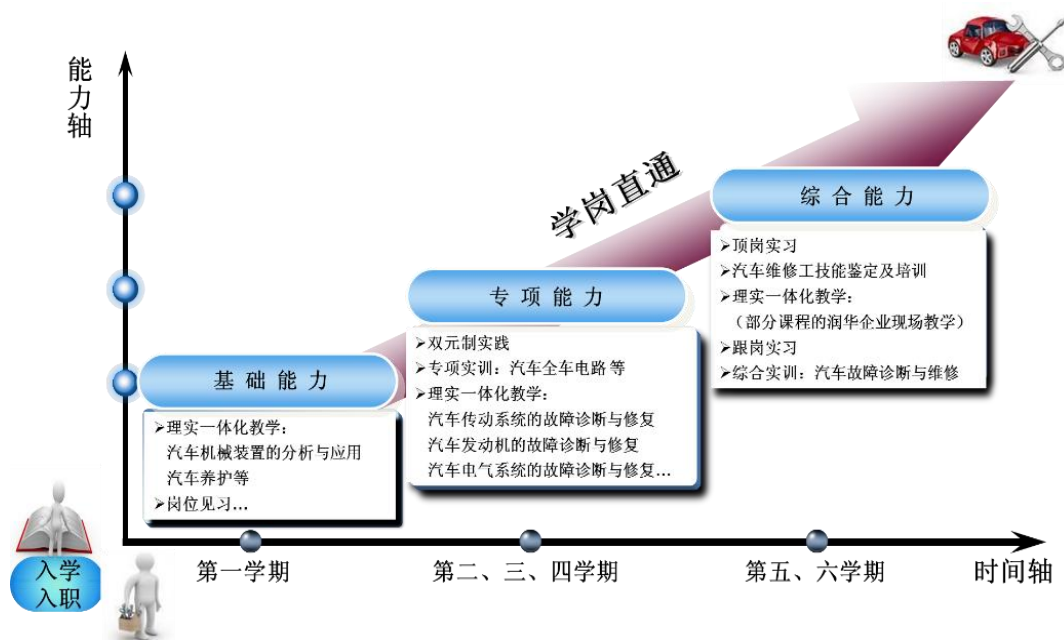 能力轴
学岗直通
综合能力
➢顶岗实习
➢汽车维修工技能鉴定及培训
➢理实一体化教学:
（部分课程的润华企业现场教学）
➢跟岗实习
➢综合实训：汽车故障诊断与维修
专项能力
➢双元制实践
➢专项实训：汽车全车电路等
➢理实一体化教学:
汽车传动系统的故障诊断与修复
汽车发动机的故障诊断与修复
汽车电气系统的故障诊断与修复...
基础能力
➢理实一体化教学:
汽车机械装置的分析与应用
汽车养护等
➢岗位见习...
入学
入职
第一学期
第二、三、四学期
第五、六学期
时间轴